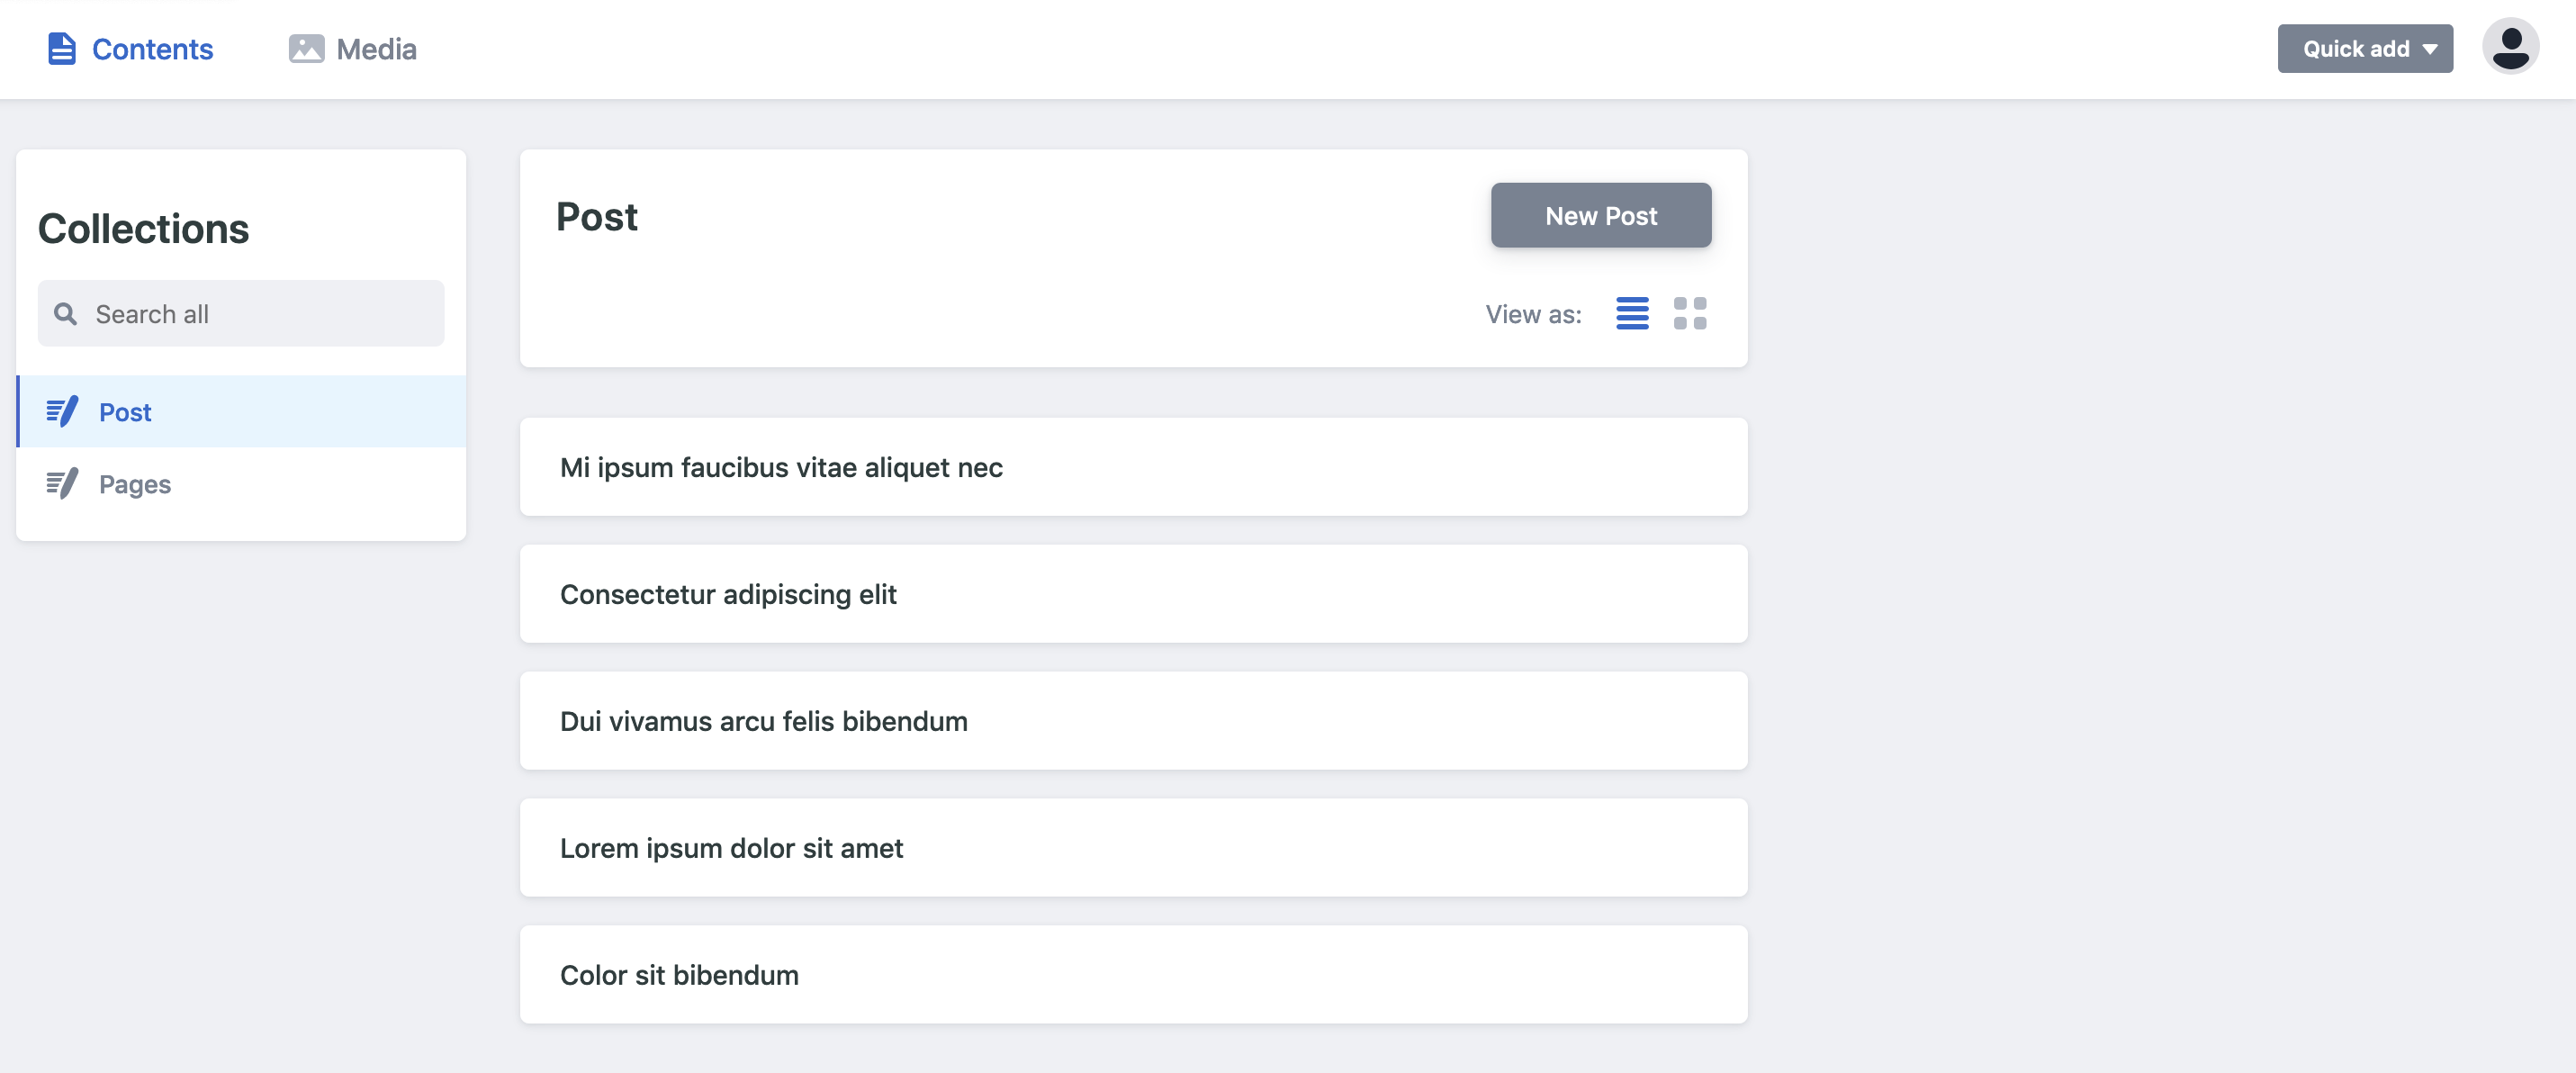 Contents
Media
Quick add
Collections
Search all
Post
Pages
Post
New Post
View as:
Mi ipsum faucibus vitae aliquet nec
Consectetur adipiscing elit
Dui vivamus arcu felis bibendum
Lorem ipsum dolor sit amet
Color sit bibendum